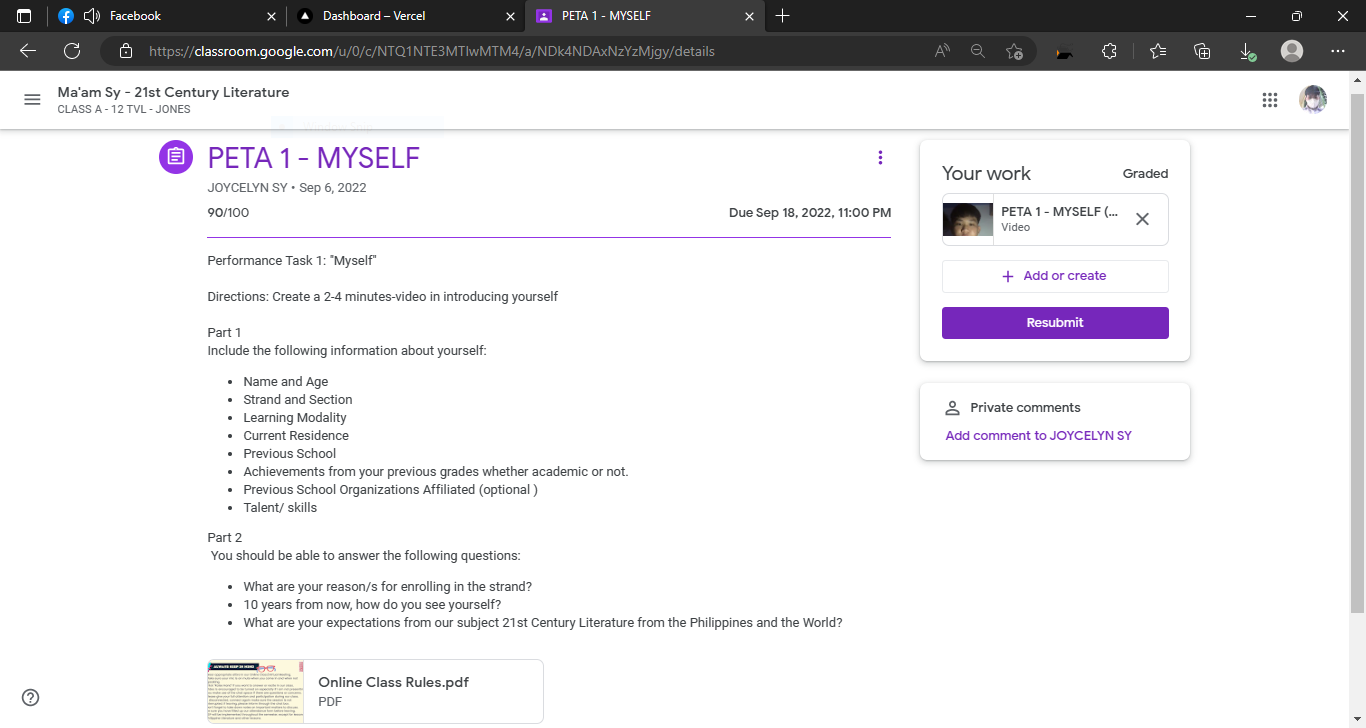 Facebook
Dashboard – Vercel
PETA 1 - MYSELF
https://classroom.google.com/u/0/c/NTQ1NTE3MTIwMTM4/a/NDk4NDAxNzYzMjgy/details
Ma'am Sy - 21st Century Literature
CLASS A - 12 TVL - JONES
PETA 1 - MYSELF
JOYCELYN SY • Sep 6, 2022
90/100
Due Sep 18, 2022, 11:00 PM
Performance Task 1: "Myself"
Directions: Create a 2-4 minutes-video in introducing yourself
Part 1
Include the following information about yourself:
• Name and Age
• Strand and Section
• Learning Modality
• Current Residence
• Previous School
• Achievements from your previous grades whether academic or not.
• Previous School Organizations Affiliated (optional )
• Talent/ skills
Part 2
You should be able to answer the following questions:
• What are your reason/s for enrolling in the strand?
• 10 years from now, how do you see yourself?
• What are your expectations from our subject 21st Century Literature from the Philippines and the World?
ALWAYS KEEP IN MIND
Online Class Rules.pdf
PDF
Your work
Graded
PETA 1 - MYSELF (...
Video
+ Add or create
Resubmit
Private comments
Add comment to JOYCELYN SY